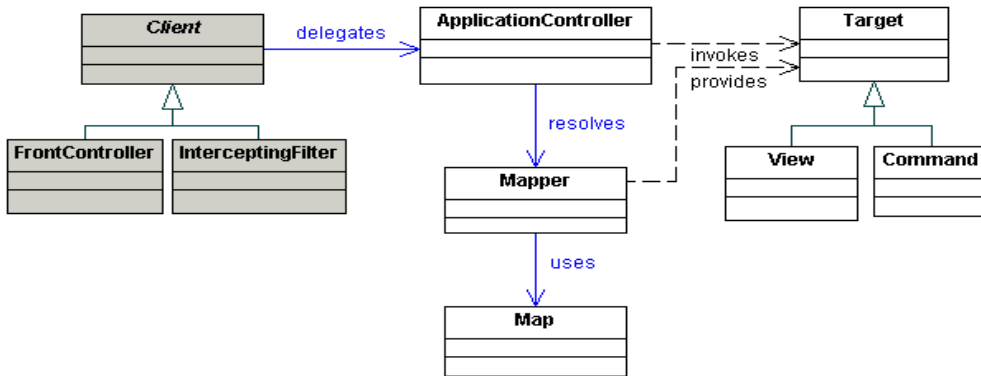 Client
delegates
ApplicationController
invokes
provides
Target
resolves
FrontController
InterceptingFilter
Mapper
View
Command
uses
Map